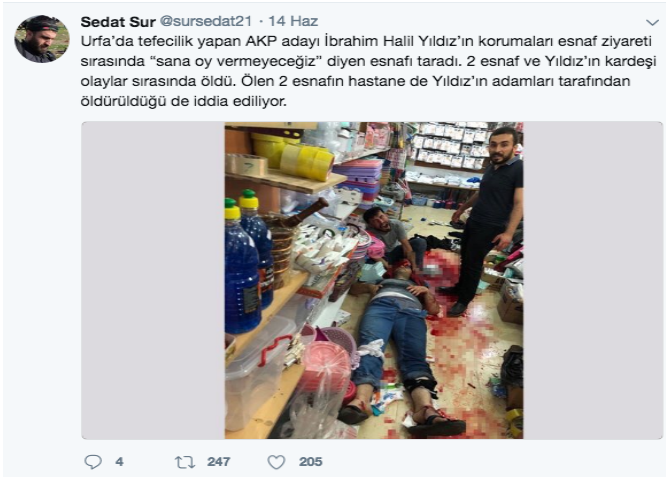 Sedat Sur @sursedat21 · 14 Haz
Urfa'da tefecilik yapan AKP adayı İbrahim Halil Yıldız'ın korumaları esnaf ziyareti
sırasında “sana oy vermeyeceğiz” diyen esnafı taradı. 2 esnaf ve Yıldız'ın kardeşi
olaylar sırasında öldü. Ölen 2 esnafın hastane de Yıldız'ın adamları tarafından
öldürüldüğü de iddia ediliyor.
4 247 205